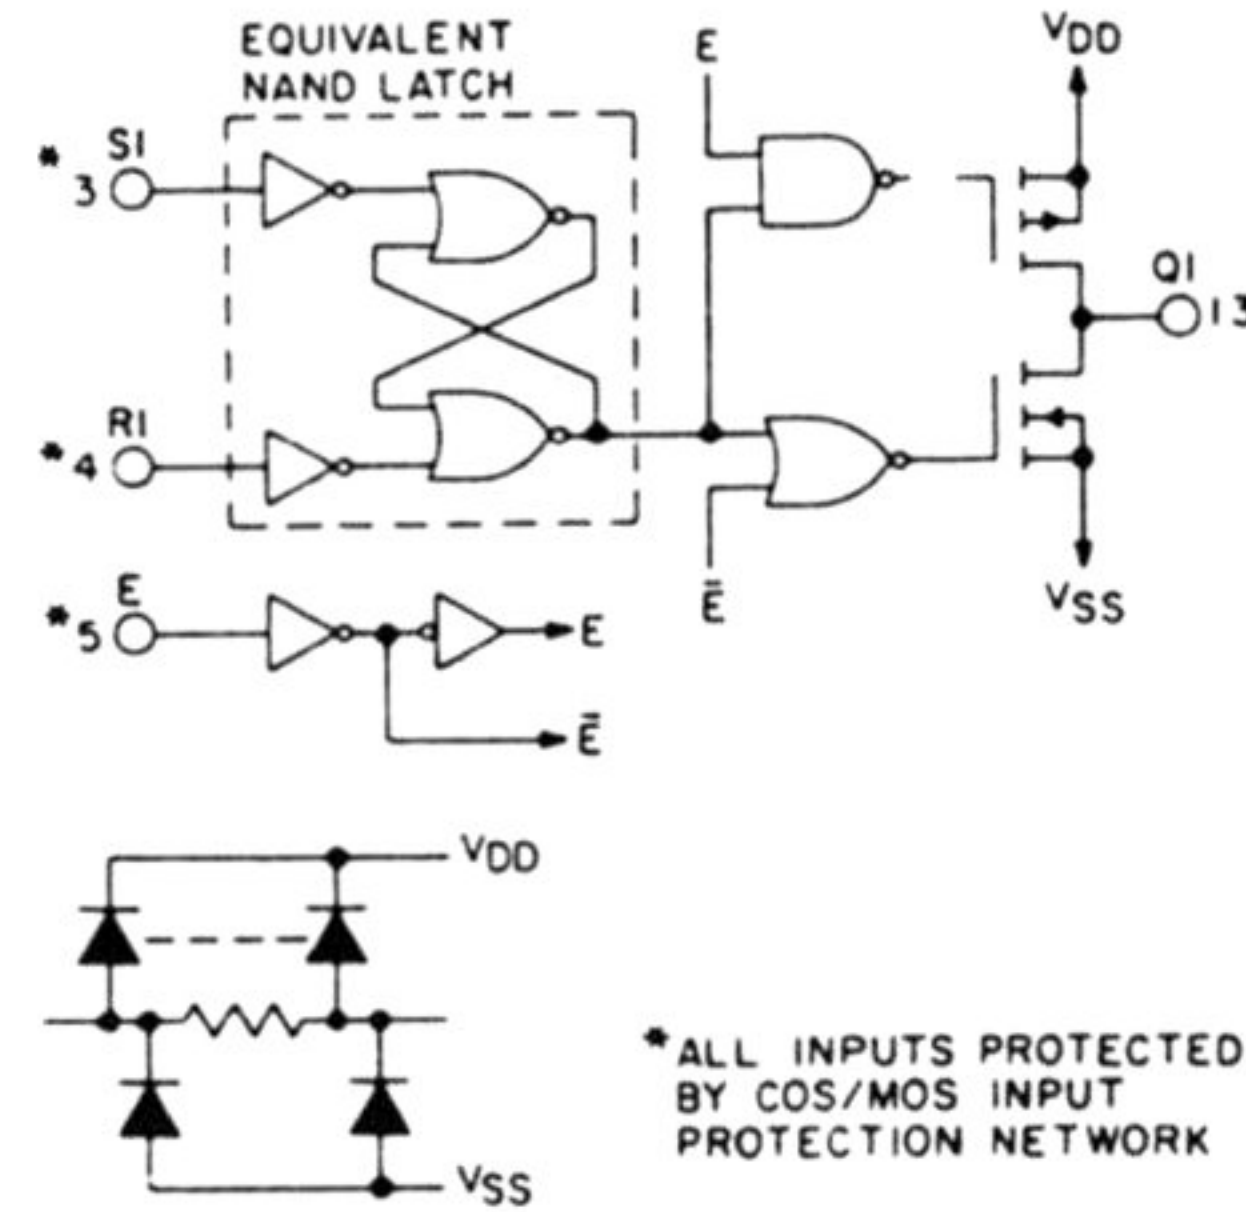 EQUIVALENT
NAND LATCH
E
VDD
* 3 S1
Q1
13
* 4 R1
Ē
VSS
* 5 E
E
Ē
VDD
* ALL INPUTS PROTECTED
BY COS/MOS INPUT
PROTECTION NETWORK
VSS